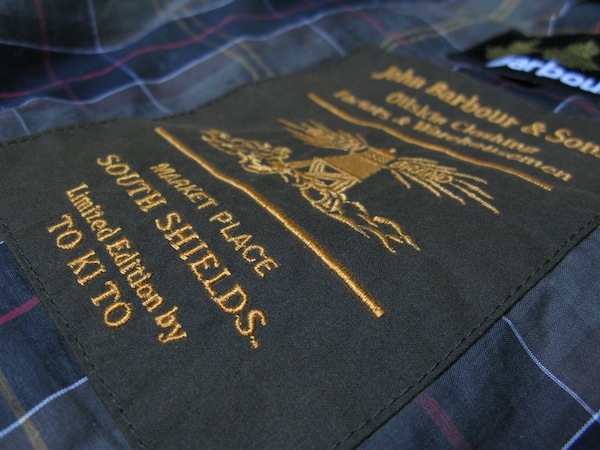 John Barbour & Sons
Oilskin Clothing
Factors & Warehousemen
MARKET PLACE
SOUTH SHIELDS.
Limited Edition by
TO KI TO
Barbour